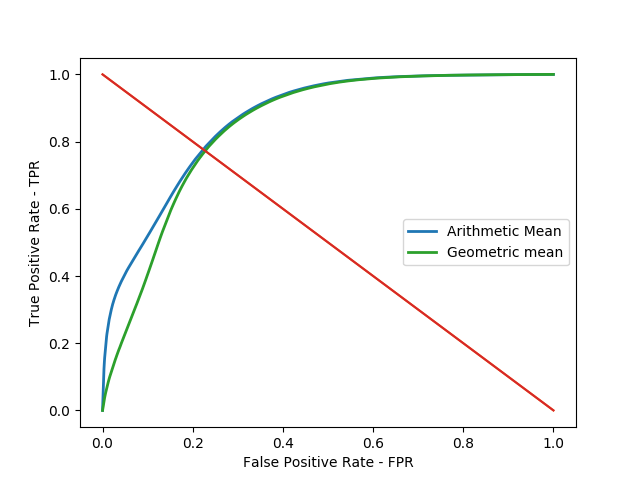 1.0
0.8
0.6
0.4
0.2
0.0
True Positive Rate - TPR
Arithmetic Mean
Geometric mean
0.0 0.2 0.4 0.6 0.8 1.0
False Positive Rate - FPR